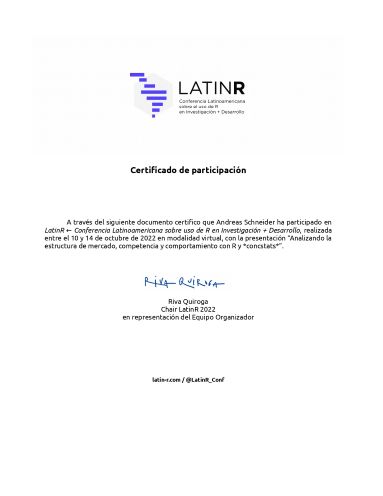 LATINR
Conferencia Latinoamericana
sobre el uso de R
en Investigación + Desarrollo
Certificado de participación
A través del siguiente documento certifico que Andreas Schneider ha participado en
LatinR ← Conferencia Latinoamericana sobre uso de R en Investigación + Desarrollo, realizada
entre el 10 y 14 de octubre de 2022 en modalidad virtual, con la presentación "Analizando la
estructura de mercado, competencia y comportamiento con R y *concstats*".
RIVA QUIROGA
Riva Quiroga
Chair LatinR 2022
en representación del Equipo Organizador
latin-r.com / @LatinR_Conf